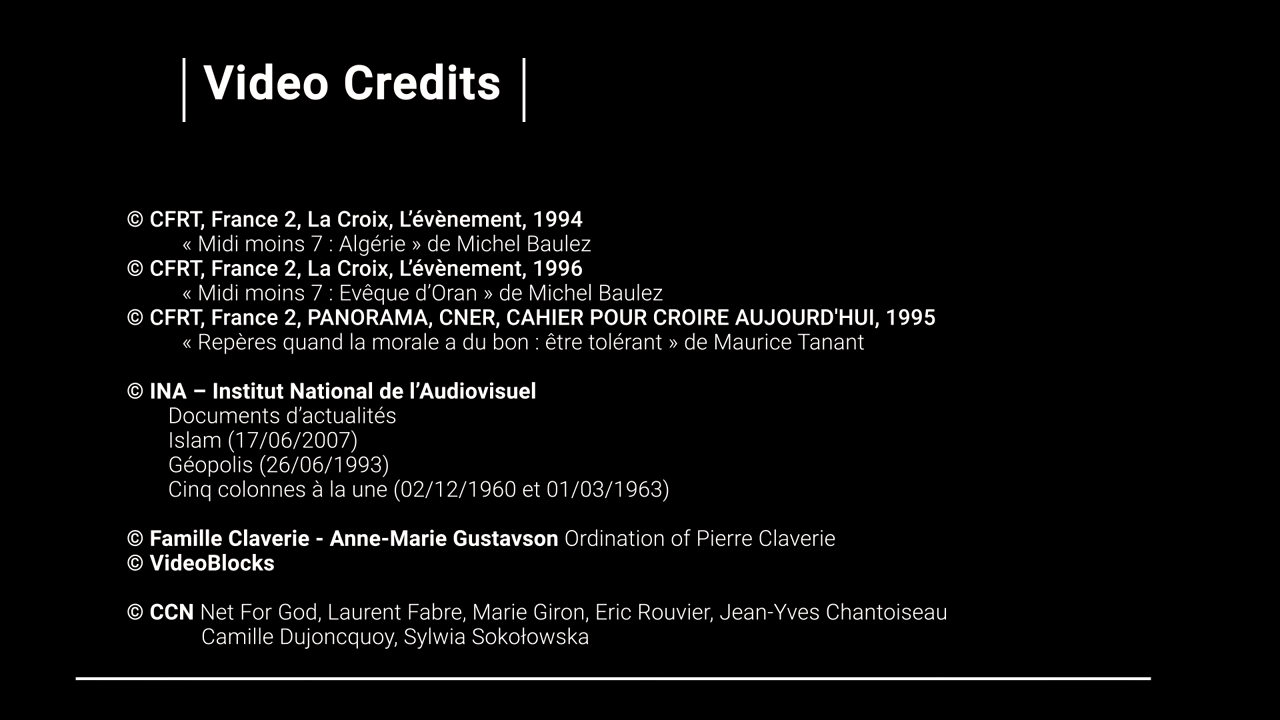 Video Credits
© CFRT, France 2, La Croix, L’évènement, 1994
« Midi moins 7 : Algérie » de Michel Baulez
© CFRT, France 2, La Croix, L’évènement, 1996
« Midi moins 7 : Evêque d’Oran » de Michel Baulez
© CFRT, France 2, PANORAMA, CNER, CAHIER POUR CROIRE AUJOURD'HUI, 1995
« Repères quand la morale a du bon : être tolérant » de Maurice Tanant
© INA – Institut National de l’Audiovisuel
Documents d’actualités
Islam (17/06/2007)
Géopolis (26/06/1993)
Cinq colonnes à la une (02/12/1960 et 01/03/1963)
© Famille Claverie - Anne-Marie Gustavson Ordination of Pierre Claverie
© VideoBlocks
© CCN Net For God, Laurent Fabre, Marie Giron, Eric Rouvier, Jean-Yves Chantoiseau
Camille Dujoncquoy, Sylwia Sokołowska